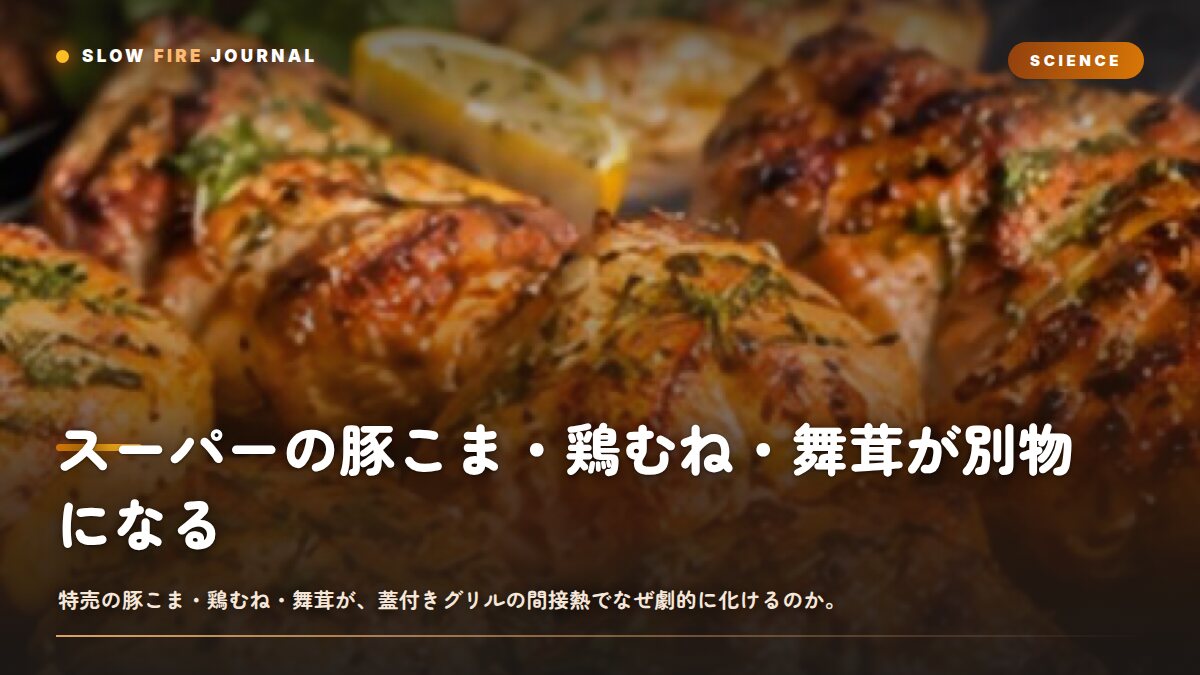 SLOW FIRE JOURNAL
SCIENCE
スーパーの豚こま・鶏むね・舞茸が別物
になる
特売の豚こま・鶏むね・舞茸が、蓋付きグリルの間接熱でなぜ劇的に化けるのか。